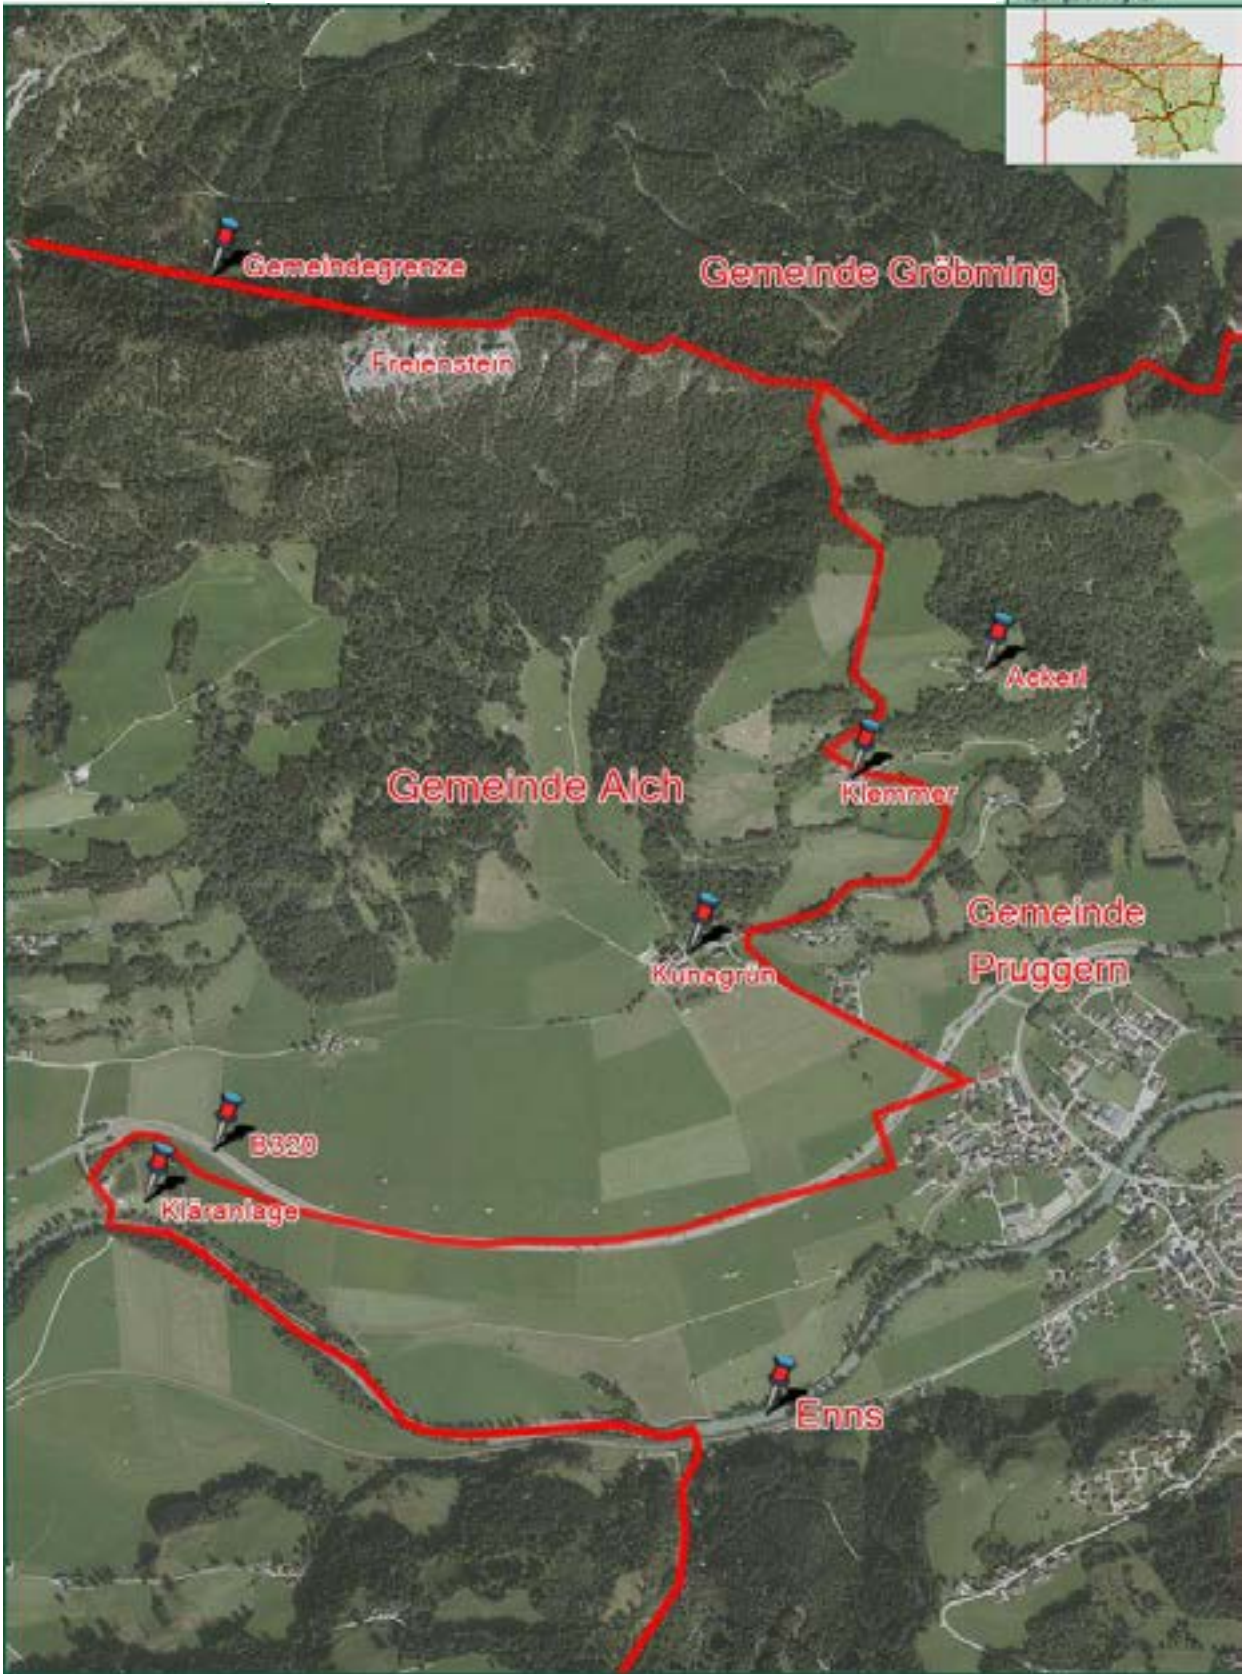 Gemeindegrenze
Gemeinde Gröbming
Freienstein
Ackerl
Gemeinde Aich
Klemmer
Gemeinde
Pruggern
Kunagrün
B320
Kläranlage
Enns